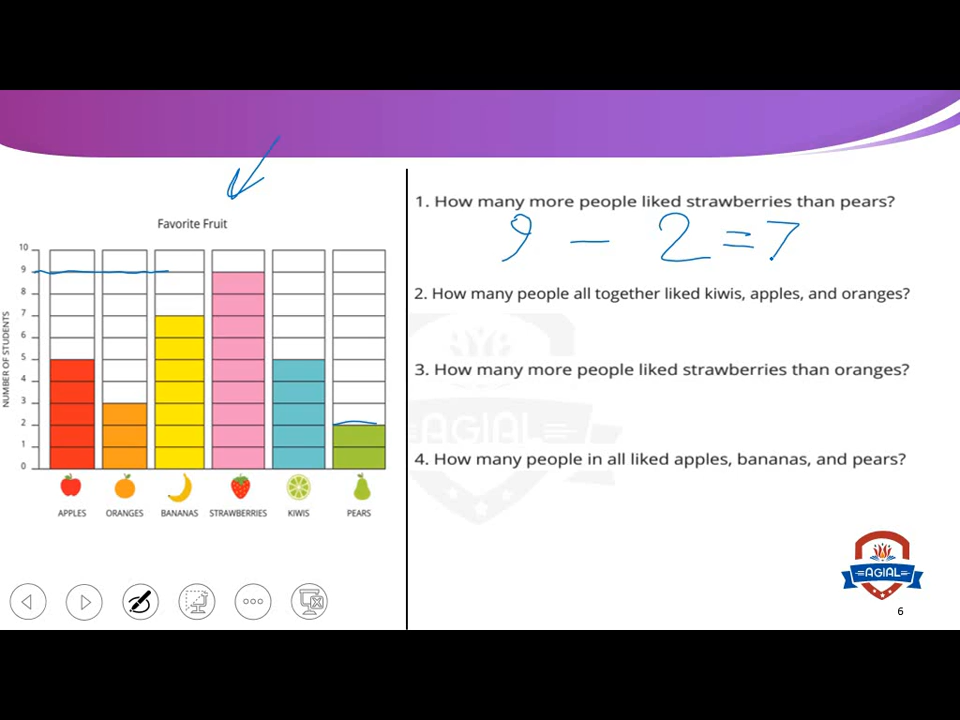 Favorite Fruit
NUMBER OF STUDENTS
10
9
8
7
6
5
4
3
2
1
0
APPLES ORANGES BANANAS STRAWBERRIES KIWIS PEARS
1. How many more people liked strawberries than pears?
9 - 2 = 7
2. How many people all together liked kiwis, apples, and oranges?
3. How many more people liked strawberries than oranges?
4. How many people in all liked apples, bananas, and pears?
AGIAL
AGIAL
6